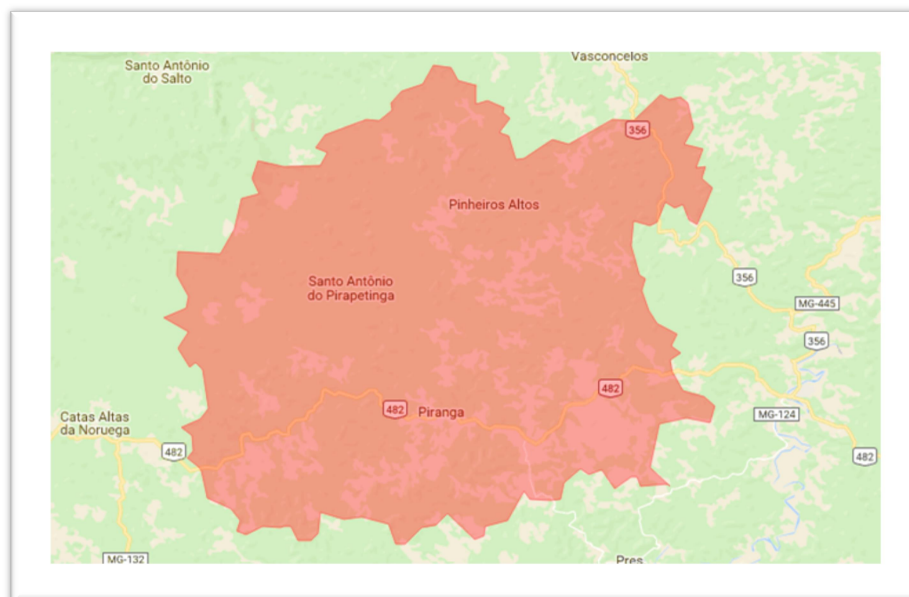 Vasconcelos
Santo Antônio
do Salto
356
Pinheiros Altos
Santo Antônio
do Pirapetinga
356
MG-445
356
482
482
Piranga
MG-124
Catas Altas
da Noruega
482
482
MG-132
Pres